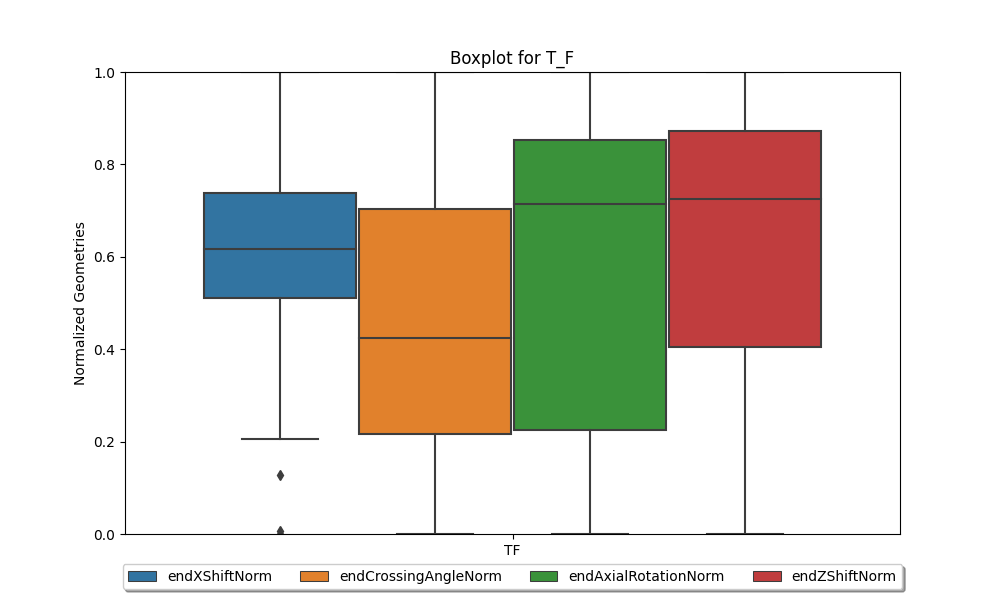 Boxplot for T_F
1.0
0.8
0.6
0.4
0.2
0.0
Normalized Geometries
TF
endXShiftNorm endCrossingAngleNorm endAxialRotationNorm endZShiftNorm